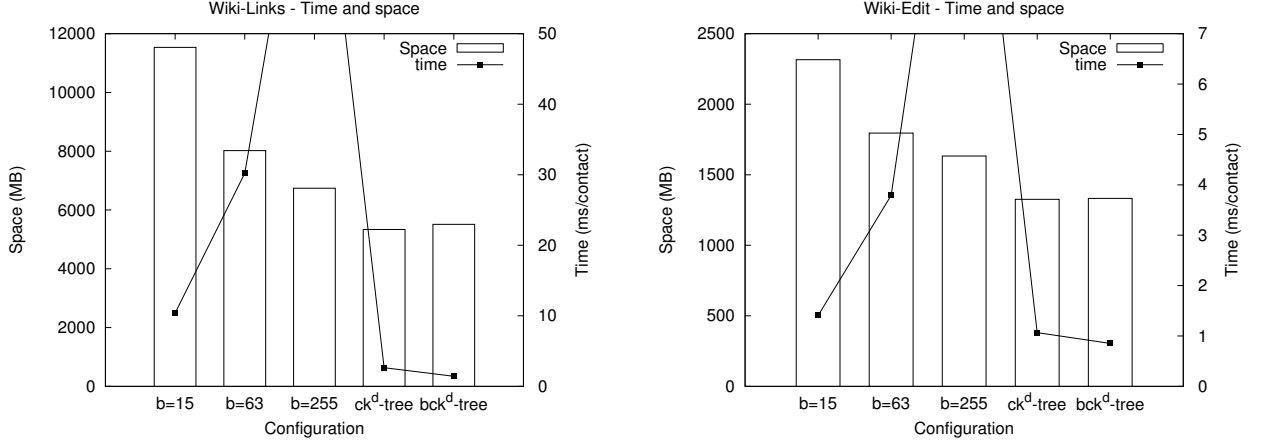 Wiki-Links - Time and space
12000
10000
8000
6000
4000
2000
0
Space (MB)
50
40
30
20
10
0
Time (ms/contact)
Space
time
b=15 b=63 b=255 ck^d-tree bck^d-tree
Configuration
Wiki-Edit - Time and space
2500
2000
1500
1000
500
0
Space (MB)
7
6
5
4
3
2
1
0
Time (ms/contact)
Space
time
b=15 b=63 b=255 ck^d-tree bck^d-tree
Configuration